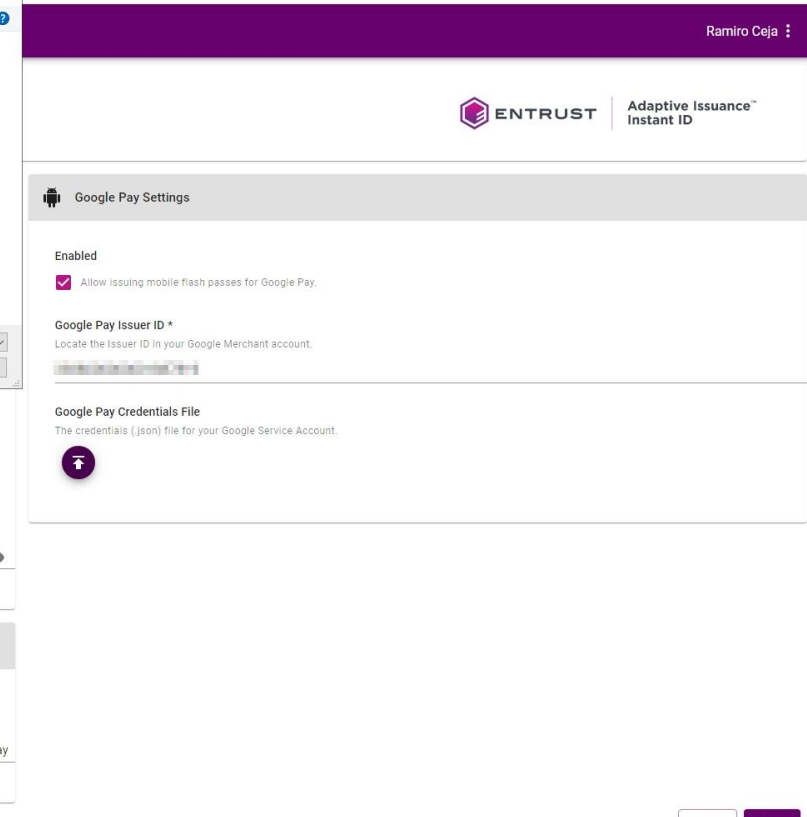 ?
Ramiro Ceja
ENTRUST
Adaptive Issuance™
Instant ID
Google Pay Settings
Enabled
Allow issuing mobile flash passes for Google Pay.
Google Pay Issuer ID *
Locate the Issuer ID in your Google Merchant account.
Google Pay Credentials File
The credentials (.json) file for your Google Service Account.